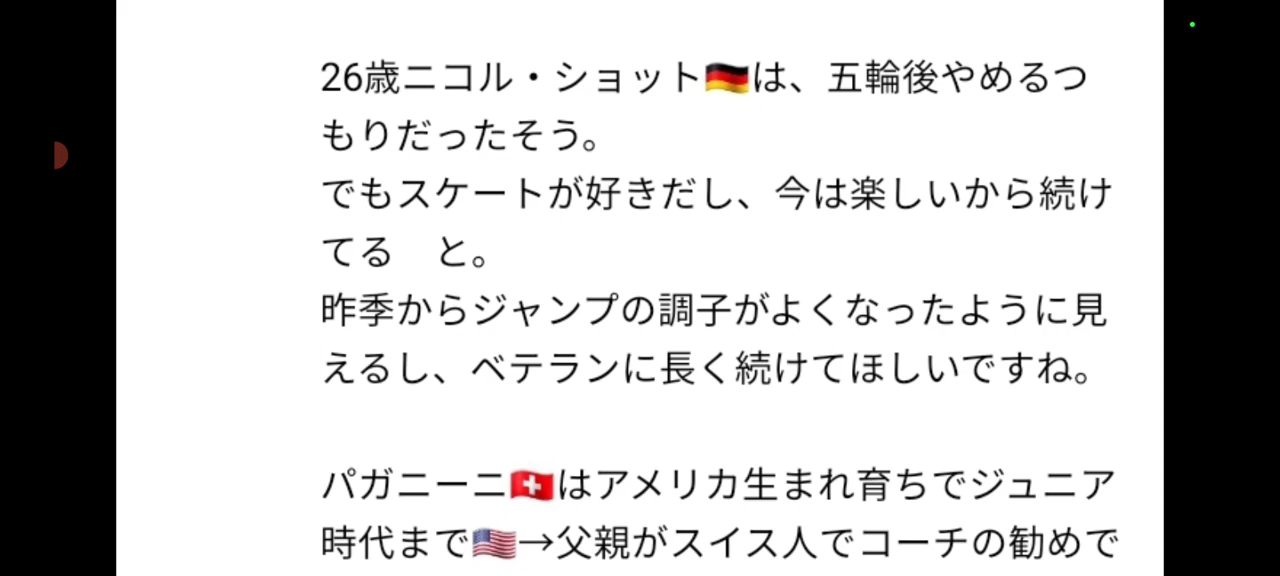 26歳ニコル・ショット🇩🇪は、五輪後やめるつ
もりだったそう。
でもスケートが好きだし、今は楽しいから続け
てる　と。
昨季からジャンプの調子がよくなったように見
えるし、ベテランに長く続けてほしいですね。
パガニーニ🇨🇭はアメリカ生まれ育ちでジュニア
時代まで🇺🇸→父親がスイス人でコーチの勧めで